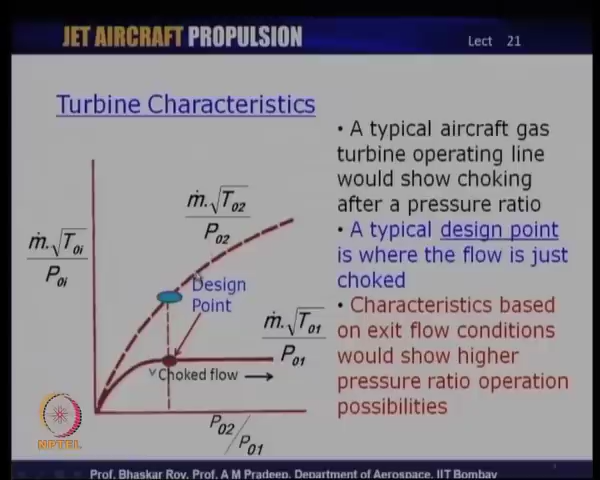 JET AIRCRAFT PROPULSION
Lect 21
Turbine Characteristics
ṁ.√T02
P02
ṁ.√T0i
P0i
Design
Point
ṁ.√T01
P01
Choked flow
P02/P01
• A typical aircraft gas
turbine operating line
would show choking
after a pressure ratio
• A typical design point
is where the flow is just
choked
• Characteristics based
on exit flow conditions
would show higher
pressure ratio operation
possibilities
NPTEL
Prof. Bhaskar Roy, Prof. A M Pradeep, Department of Aerospace, IIT Bombay